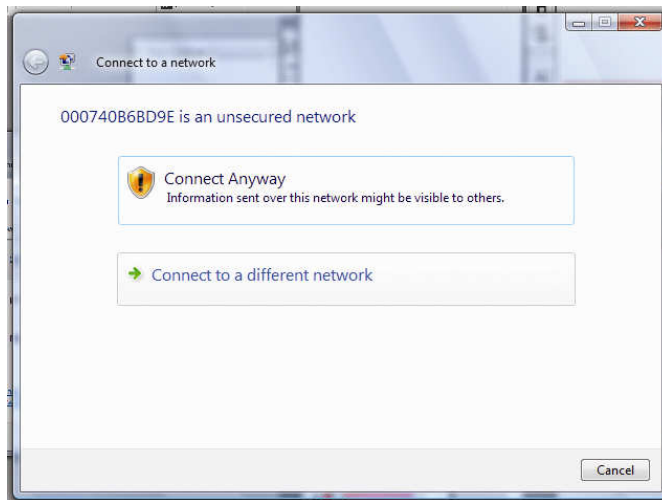 Connect to a network
000740B6BD9E is an unsecured network
Connect Anyway
Information sent over this network might be visible to others.
Connect to a different network
Cancel